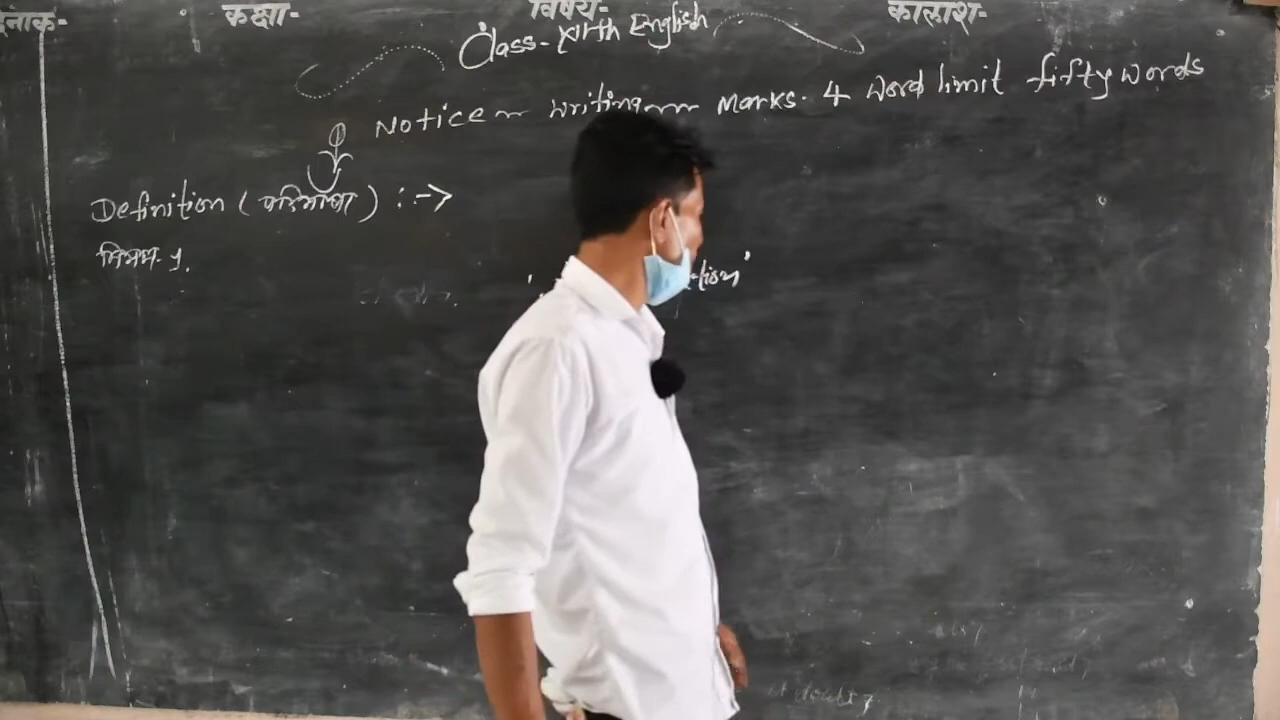 दिनांक- कक्षा- विषय:- कालांश-
Class- XIIth English
Notice writing Marks. 4 Word limit fifty words
Definition (परिभाषा) :->
नियम- 1.